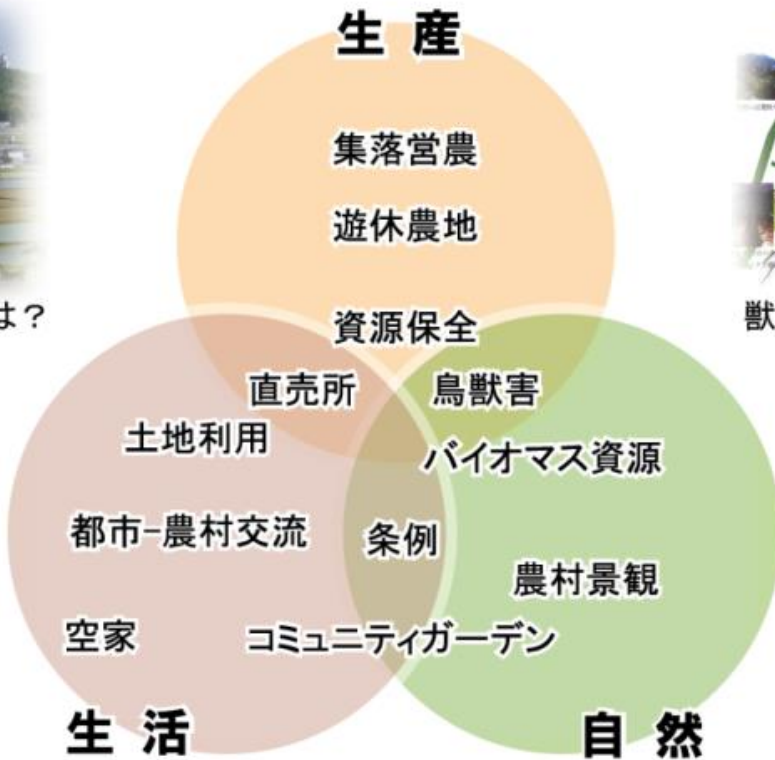 生産
集落営農
遊休農地
は？
獣
資源保全
直売所
鳥獣害
土地利用
バイオマス資源
都市-農村交流
条例
農村景観
空家
コミュニティガーデン
生活
自然